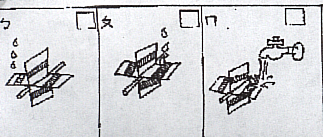 ㄅ ㄆ ㄇ